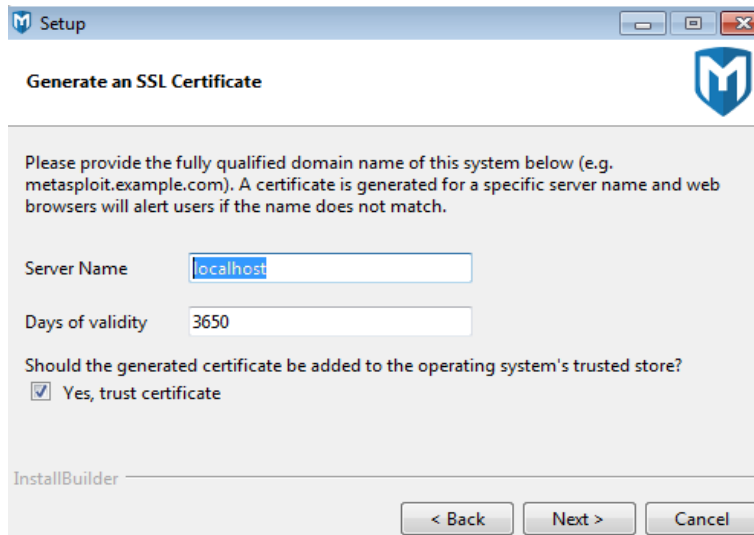 Setup
Generate an SSL Certificate
Please provide the fully qualified domain name of this system below (e.g.
metasploit.example.com). A certificate is generated for a specific server name and web
browsers will alert users if the name does not match.
Server Name localhost
Days of validity 3650
Should the generated certificate be added to the operating system's trusted store?
Yes, trust certificate
InstallBuilder
< Back Next > Cancel